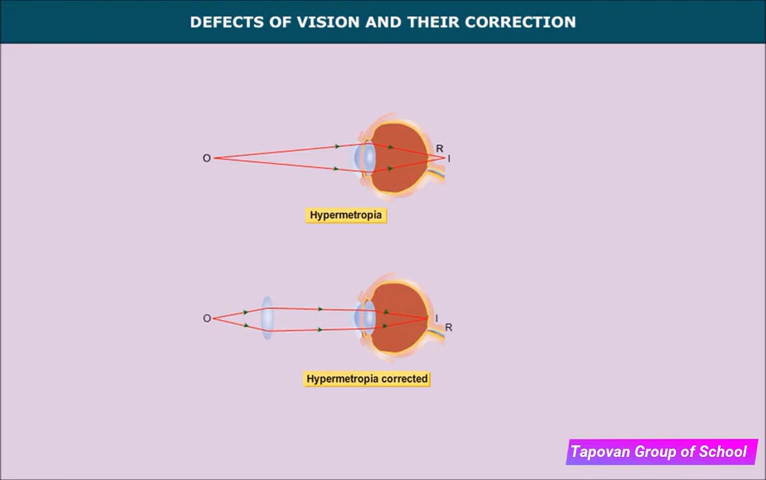 DEFECTS OF VISION AND THEIR CORRECTION
R
O
I
Hypermetropia
O
I
R
Hypermetropia corrected
Tapovan Group of School